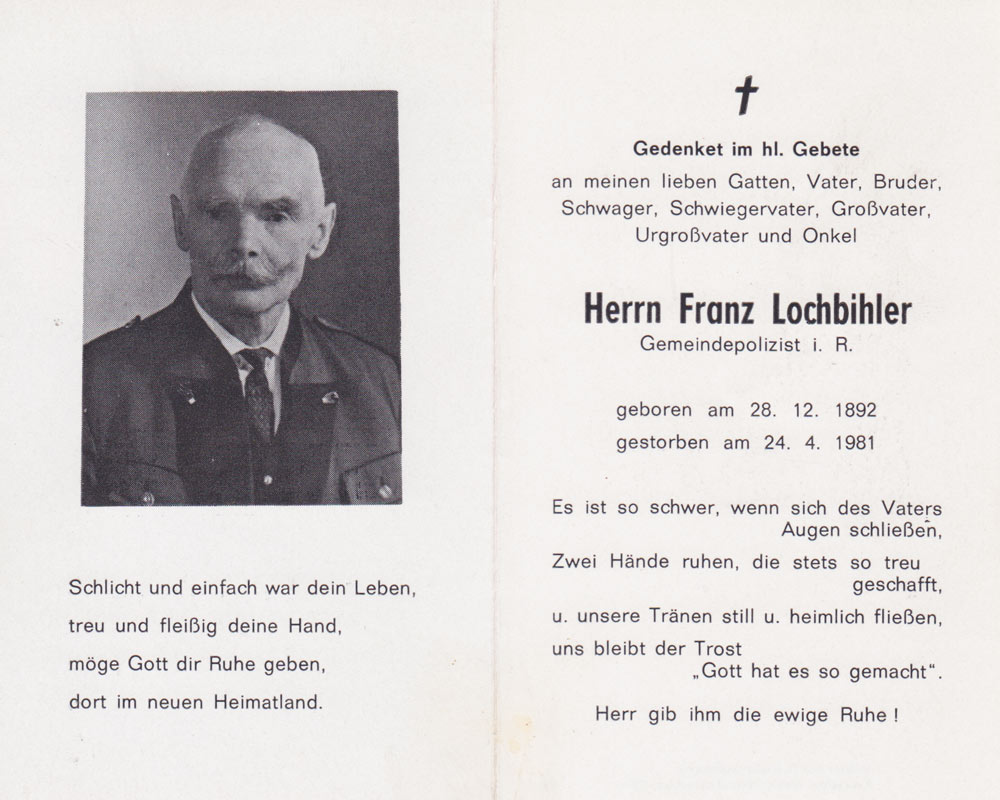 Schlicht und einfach war dein Leben,
treu und fleißig deine Hand,
möge Gott dir Ruhe geben,
dort im neuen Heimatland.
Gedenket im hl. Gebete
an meinen lieben Gatten, Vater, Bruder,
Schwager, Schwiegervater, Großvater,
Urgroßvater und Onkel
Herrn Franz Lochbihler
Gemeindepolizist i. R.
geboren am 28. 12. 1892
gestorben am 24. 4. 1981
Es ist so schwer, wenn sich des Vaters
Augen schließen,
Zwei Hände ruhen, die stets so treu
geschafft,
u. unsere Tränen still u. heimlich fließen,
uns bleibt der Trost
„Gott hat es so gemacht“.
Herr gib ihm die ewige Ruhe !